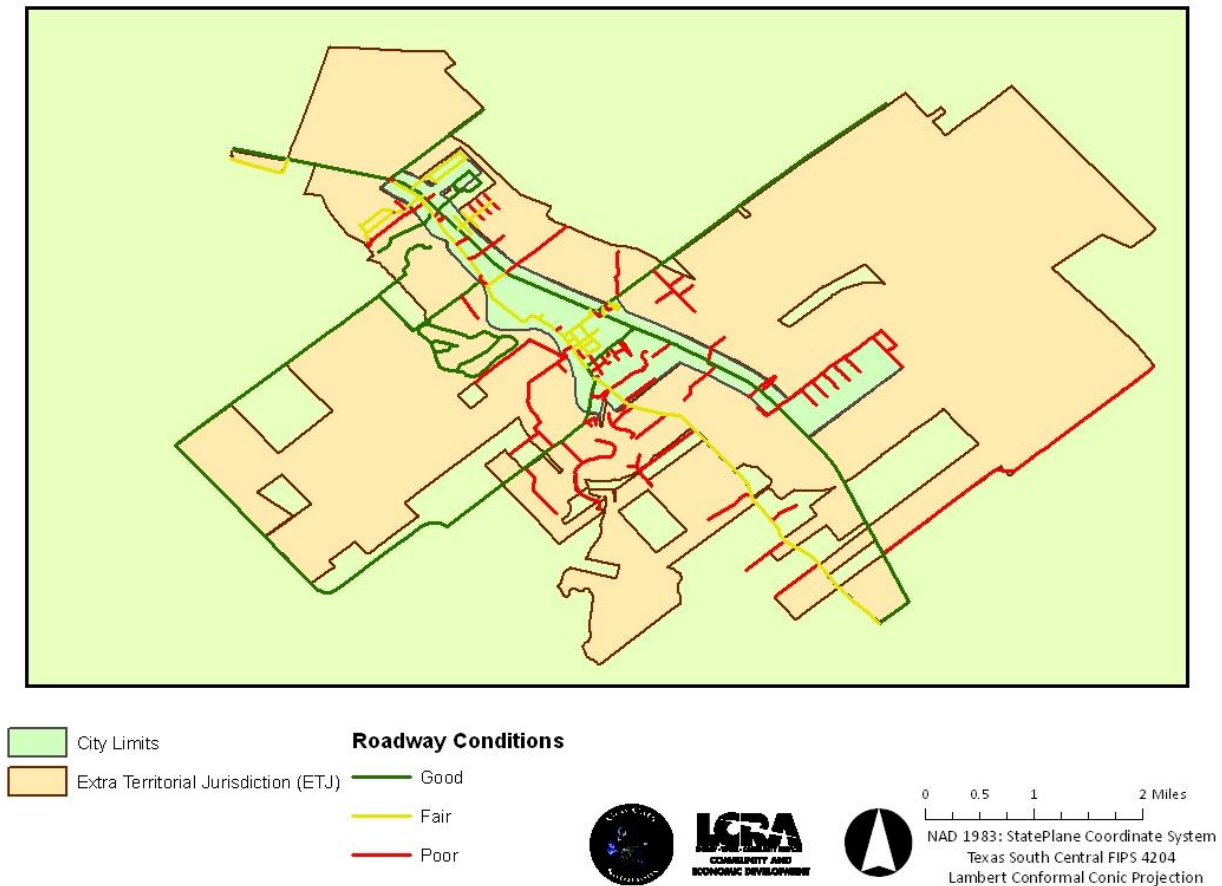 City Limits
Extra Territorial Jurisdiction (ETJ)
Roadway Conditions
Good
Fair
Poor
LCRA
COMMUNITY AND
ECONOMIC DEVELOPMENT
0 0.5 1 2 Miles
NAD 1983: StatePlane Coordinate System
Texas South Central FIPS 4204
Lambert Conformal Conic Projection